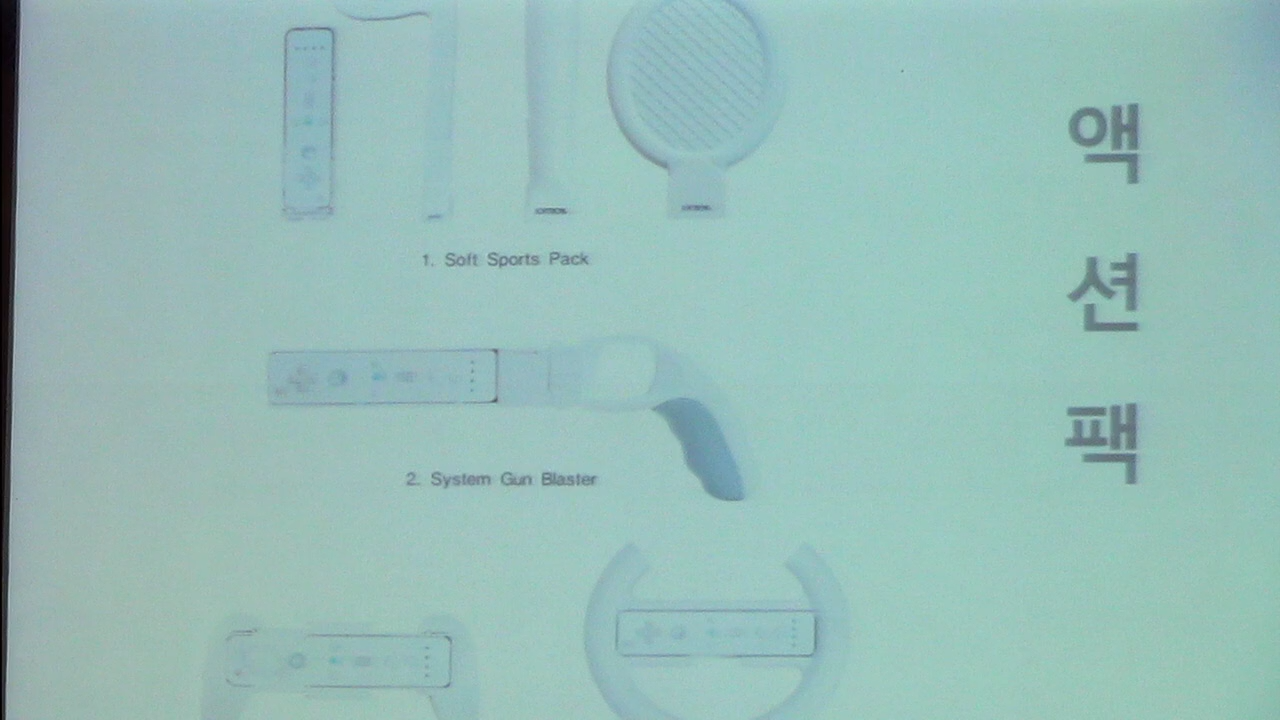 1. Soft Sports Pack
2. System Gun Blaster
액
션
팩